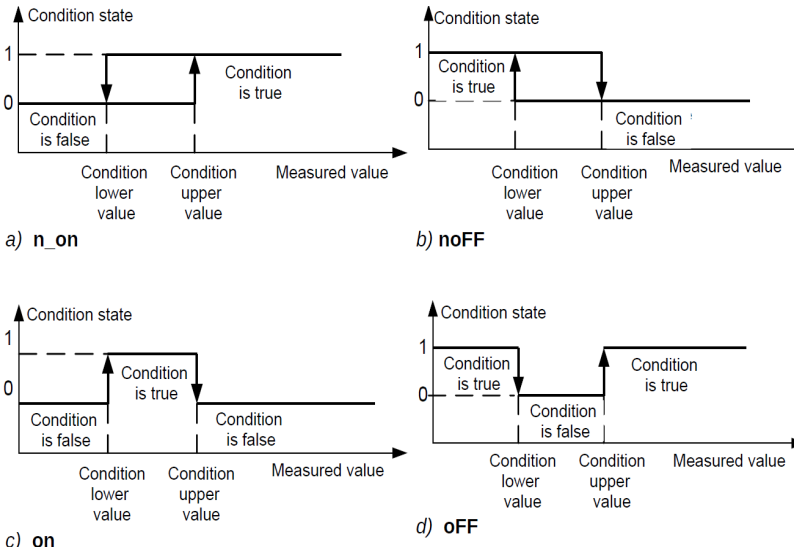 Condition state
1
Condition
is true
0
Condition
is false
Condition
lower
value
Condition
upper
value
Measured value
a) n_on
Condition state
1
Condition
is true
0
Condition
is false
Condition
lower
value
Condition
upper
value
Measured value
b) noFF
Condition state
1
Condition
is true
0
Condition
is false
Condition
is false
Condition
lower
value
Condition
upper
value
Measured value
c) on
Condition state
1
Condition
is true
Condition
is true
0
Condition
is false
Condition
lower
value
Condition
upper
value
Measured value
d) oFF